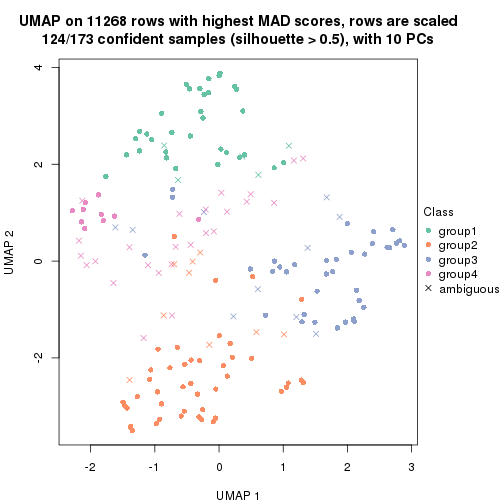 UMAP on 11268 rows with highest MAD scores, rows are scaled
124/173 confident samples (silhouette > 0.5), with 10 PCs
4
2
0
-2
UMAP 2
-2
-1
0
1
2
3
UMAP 1
Class
group1
group2
group3
group4
ambiguous